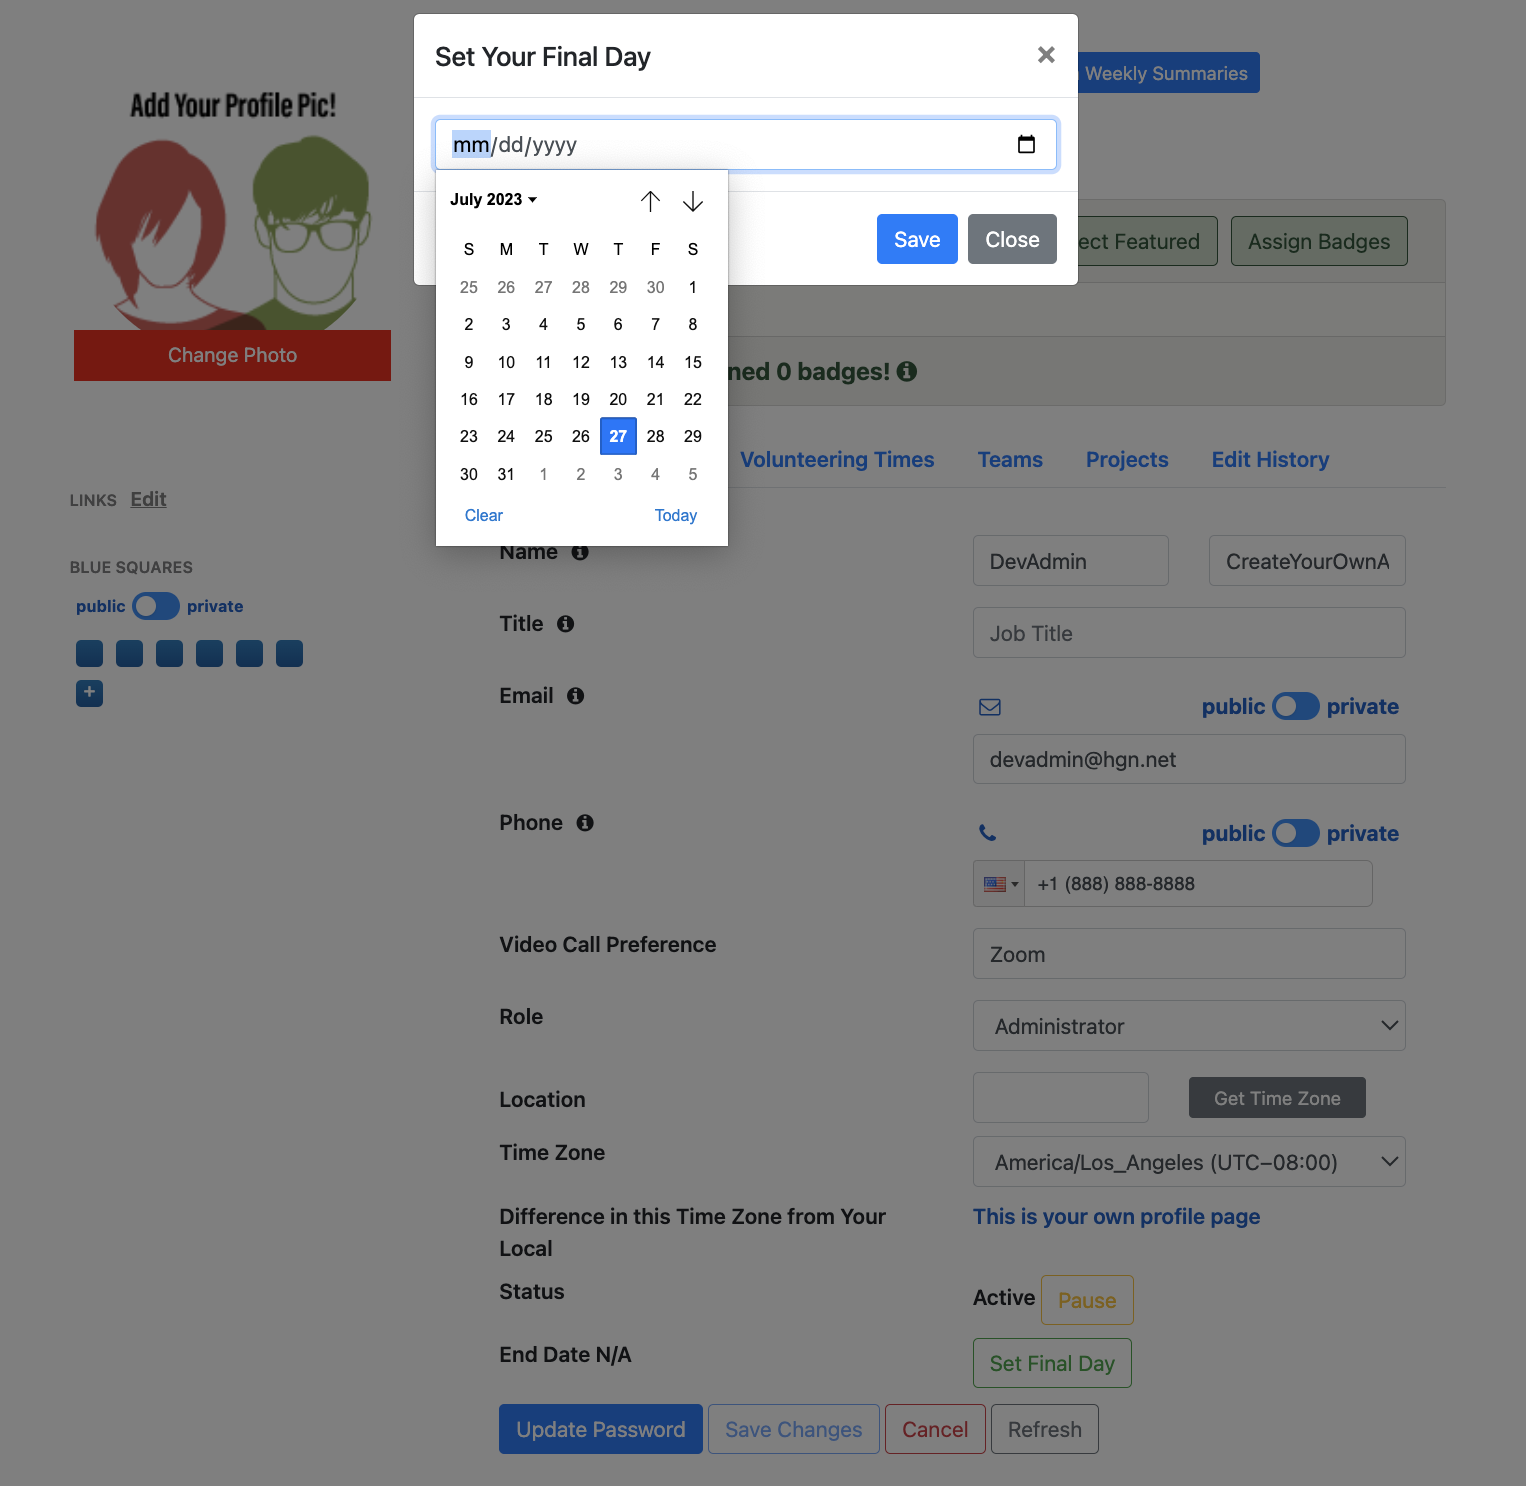 Set Your Final Day
×
Weekly Summaries
mm/dd/yyyy
Add Your Profile Pic!
Change Photo
July 2023
S M T W T F S
25 26 27 28 29 30 1
2 3 4 5 6 7 8
9 10 11 12 13 14 15
16 17 18 19 20 21 22
23 24 25 26 27 28 29
30 31 1 2 3 4 5
Clear Today
Save Close
ect Featured Assign Badges
ned 0 badges!
Volunteering Times Teams Projects Edit History
LINKS Edit
BLUE SQUARES
public private
+
Name DevAdmin CreateYourOwnA
Title Job Title
Email public private
devadmin@hgn.net
Phone public private
+1 (888) 888-8888
Video Call Preference Zoom
Role Administrator
Location Get Time Zone
Time Zone America/Los_Angeles (UTC−08:00)
Difference in this Time Zone from Your This is your own profile page
Local
Status Active Pause
End Date N/A Set Final Day
Update Password Save Changes Cancel Refresh